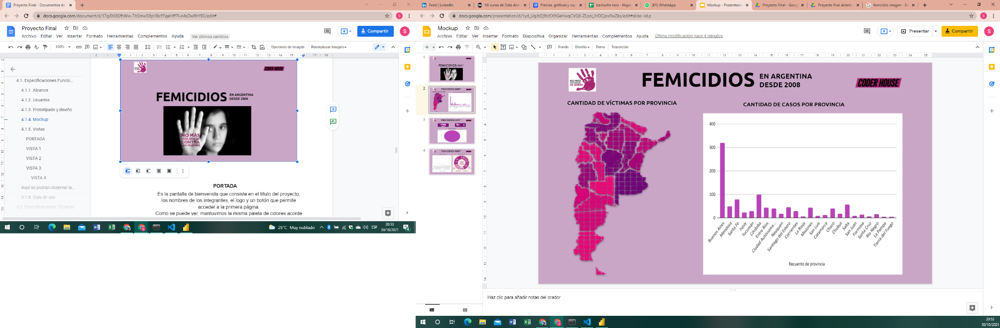 Proyecto Final - Documentos de
docs.google.com/document/d/17gJ0KBSfhWw-TbSmwS8pH8cPFgeHff7I-o4sDw8hYB0/edit#
Proyecto Final
Archivo Editar Ver Insertar Formato Herramientas Complementos Ayuda Ver últimos cambios
Compartir
S
100%
Opciones de imagen
Reemplazar imagen
4.1. Especificaciones Funcio...
4.1.1. Alcance
4.1.2. Usuarios
4.1.3. Prototipado y diseño
4.1.4. Mockup
4.1.5. Vistas
PORTADA
VISTA 1
VISTA 2
VISTA 3
VISTA 4
Aqui se podrán observar la...
4.1.6. Guía de uso
4.2. Especificaciones Técnicas
CODER HOUSE
FEMICIDIOS EN ARGENTINA
DESDE 2008
NO MÁS
VIOLENCIA
CONTRA
LAS MUJERES
PORTADA
Es la pantalla de bienvenida que consiste en el título del proyecto,
los nombres de los integrantes, el logo y un botón que permite
acceder a la primera página.
Como se puede ver, mantuvimos la misma paleta de colores acorde
25°C Muy nublado
ESP
20:53
30/10/2021
Feed | LinkedIn
Mi curso de Data Ana
Precios, gráficos y cap
bariloche nico - Hojas
(61) WhatsApp
Mockup - Presentacio
Proyecto Final - Goog
Proyecto final Airbnb
femicidio imagen - B
docs.google.com/presentation/d/1yd_UgJbEj9VJOI9GeHwqCVQ0-ZLsoi_IHDCjoxXwZks/edit#slide=id.p
Mockup
Archivo Editar Ver Insertar Formato Diapositiva Organizar Herramientas Complementos Ayuda Última modificación hace 4 minutos
Presentar
Compartir
S
Fondo Diseño Tema Transición
1
2
3
4
NO MÁS
VIOLENCIA
DE GÉNERO
FEMICIDIOS EN ARGENTINA
DESDE 2008
CODER HOUSE
CANTIDAD DE VÍCTIMAS POR PROVINCIA
CANTIDAD DE CASOS POR PROVINCIA
400
300
200
100
0
Buenos Aires
Mendoza
Santa Fe
Jujuy
Tucumán
Córdoba
Entre Ríos
Ciudad Autónoma...
Neuquen
Santiago del Estero
Corrientes
La Rioja
Misiones
San Luis
Catamarca
Chaco
Chubut
Salta
San Juan
Formosa
Santa Cruz
Río Negro
La Pampa
Tierra del Fuego
Recuento de provincia
Haz clic para añadir notas del orador
20:53
30/10/2021